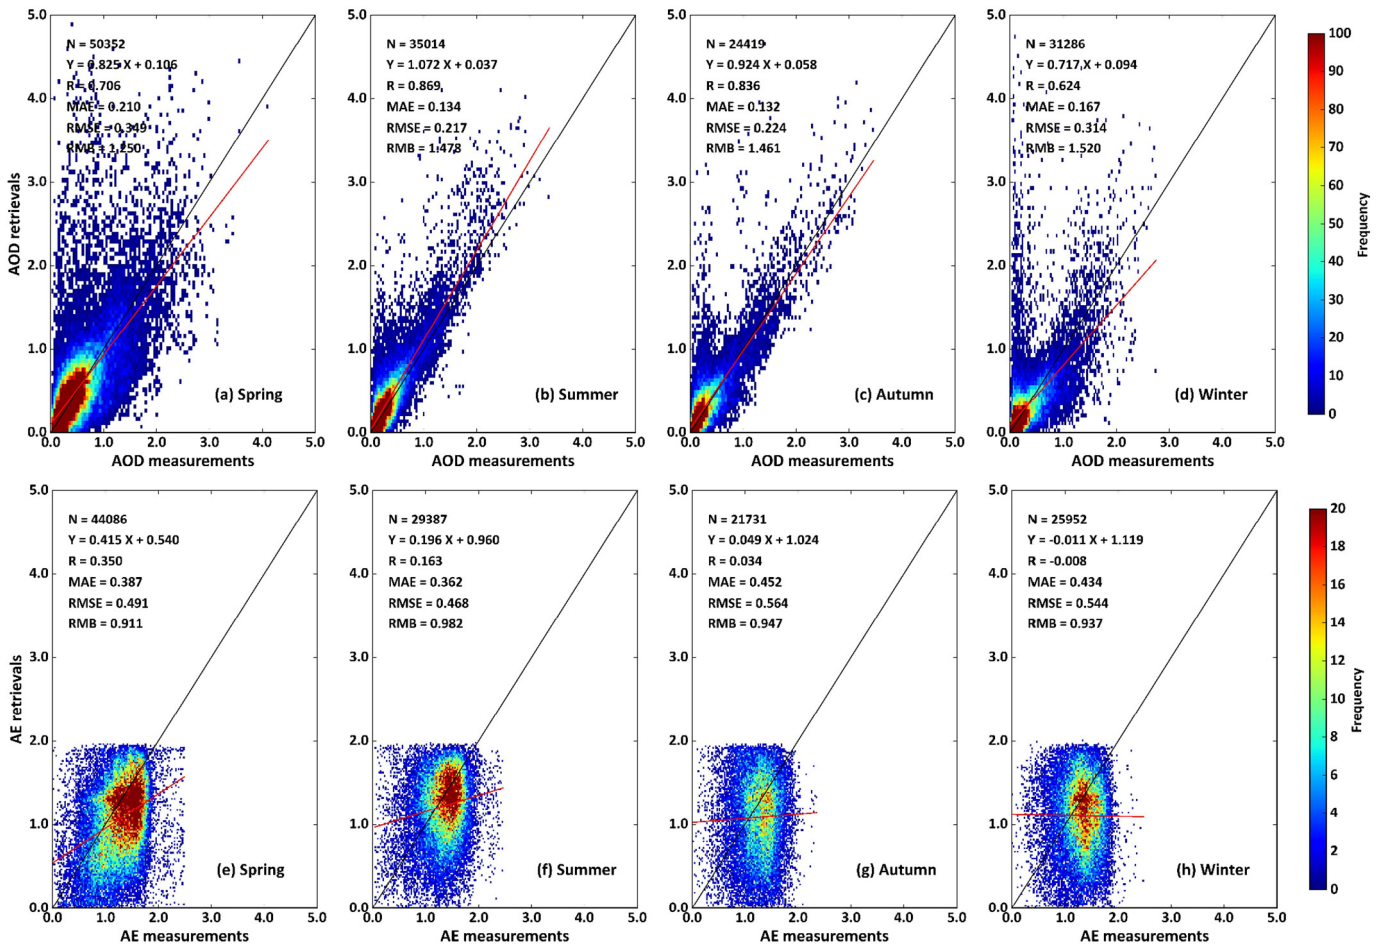 5.0
4.0
3.0
2.0
1.0
0.0
AOD retrievals
N = 50352
Y = 0.825 X + 0.106
R = 0.706
MAE = 0.210
RMSE = 0.349
RMB = 1.250
(a) Spring
0.0 1.0 2.0 3.0 4.0 5.0
AOD measurements
5.0
4.0
3.0
2.0
1.0
0.0
N = 35014
Y = 1.072 X + 0.037
R = 0.869
MAE = 0.134
RMSE = 0.217
RMB = 1.478
(b) Summer
0.0 1.0 2.0 3.0 4.0 5.0
AOD measurements
5.0
4.0
3.0
2.0
1.0
0.0
N = 24419
Y = 0.924 X + 0.058
R = 0.836
MAE = 0.132
RMSE = 0.224
RMB = 1.461
(c) Autumn
0.0 1.0 2.0 3.0 4.0 5.0
AOD measurements
5.0
4.0
3.0
2.0
1.0
0.0
N = 31286
Y = 0.717 X + 0.094
R = 0.624
MAE = 0.167
RMSE = 0.314
RMB = 1.520
(d) Winter
0.0 1.0 2.0 3.0 4.0 5.0
AOD measurements
100
90
80
70
60
50
40
30
20
10
0
Frequency
5.0
4.0
3.0
2.0
1.0
0.0
AE retrievals
N = 44086
Y = 0.415 X + 0.540
R = 0.350
MAE = 0.387
RMSE = 0.491
RMB = 0.911
(e) Spring
0.0 1.0 2.0 3.0 4.0 5.0
AE measurements
5.0
4.0
3.0
2.0
1.0
0.0
N = 29387
Y = 0.196 X + 0.960
R = 0.163
MAE = 0.362
RMSE = 0.468
RMB = 0.982
(f) Summer
0.0 1.0 2.0 3.0 4.0 5.0
AE measurements
5.0
4.0
3.0
2.0
1.0
0.0
N = 21731
Y = 0.049 X + 1.024
R = 0.034
MAE = 0.452
RMSE = 0.564
RMB = 0.947
(g) Autumn
0.0 1.0 2.0 3.0 4.0 5.0
AE measurements
5.0
4.0
3.0
2.0
1.0
0.0
N = 25952
Y = -0.011 X + 1.119
R = -0.008
MAE = 0.434
RMSE = 0.544
RMB = 0.937
(h) Winter
0.0 1.0 2.0 3.0 4.0 5.0
AE measurements
20
18
16
14
12
10
8
6
4
2
0
Frequency